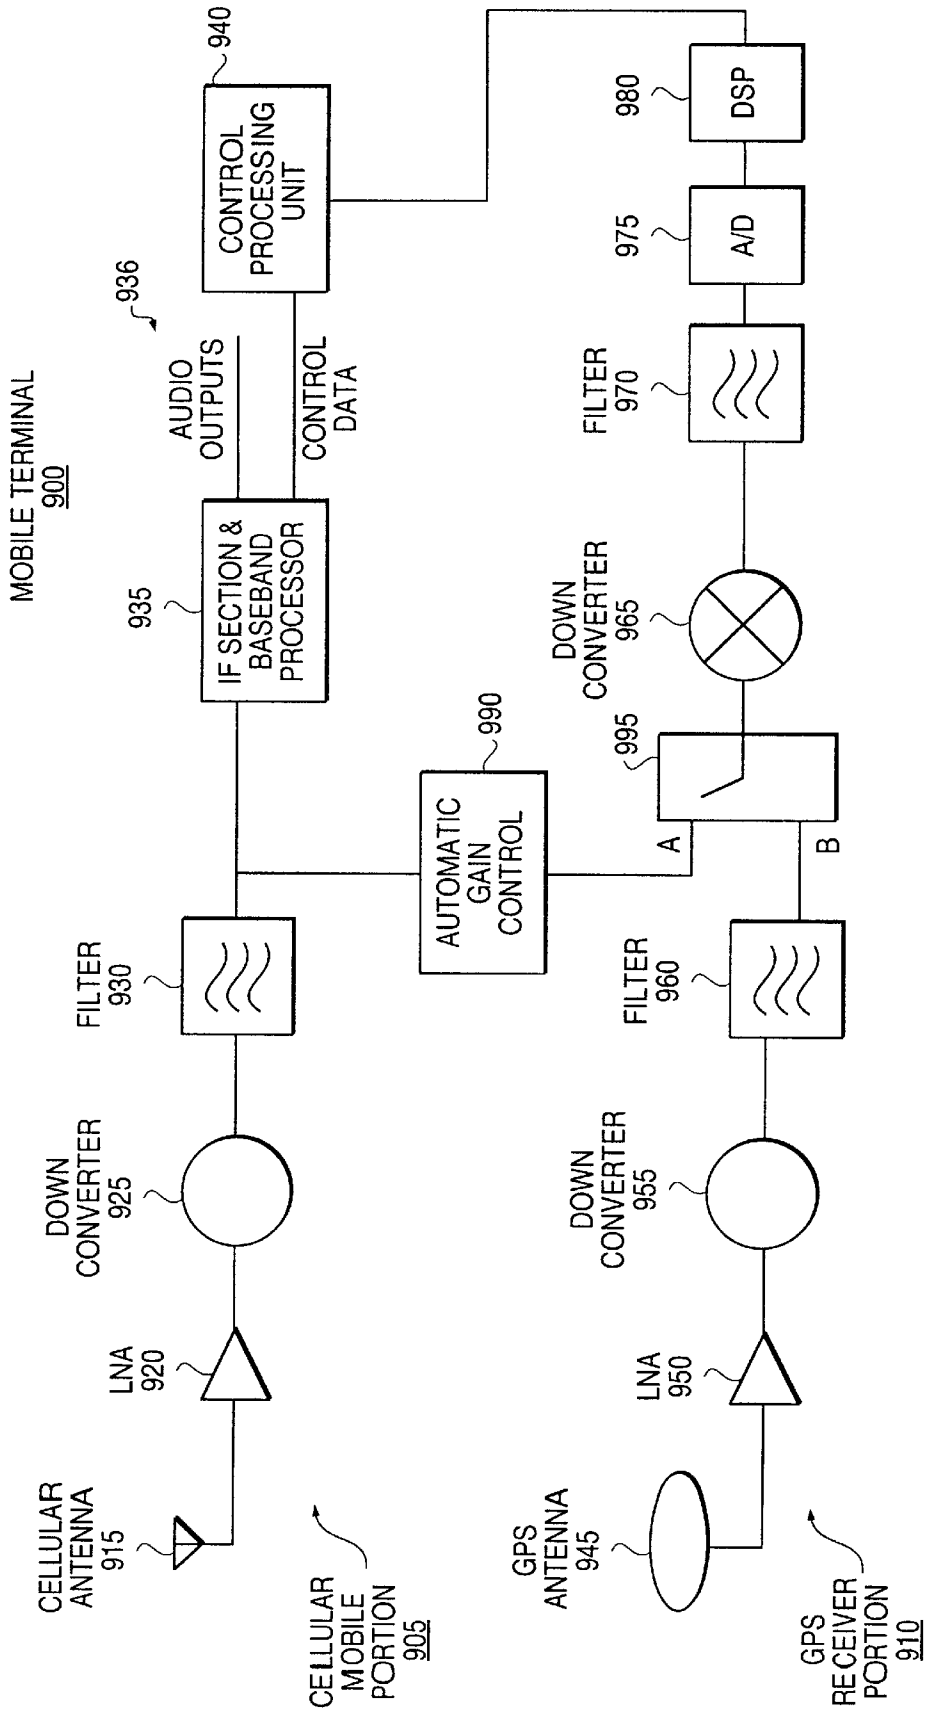 MOBILE TERMINAL
900
CELLULAR
ANTENNA
915
LNA
920
DOWN
CONVERTER
925
FILTER
930
935
IF SECTION &
BASEBAND
PROCESSOR
AUDIO
OUTPUTS
936
CONTROL
DATA
940
CONTROL
PROCESSING
UNIT
CELLULAR
MOBILE
PORTION
905
AUTOMATIC
GAIN
CONTROL
990
GPS
ANTENNA
945
LNA
950
DOWN
CONVERTER
955
FILTER
960
A
B
995
DOWN
CONVERTER
965
FILTER
970
975
A/D
980
DSP
GPS
RECEIVER
PORTION
910